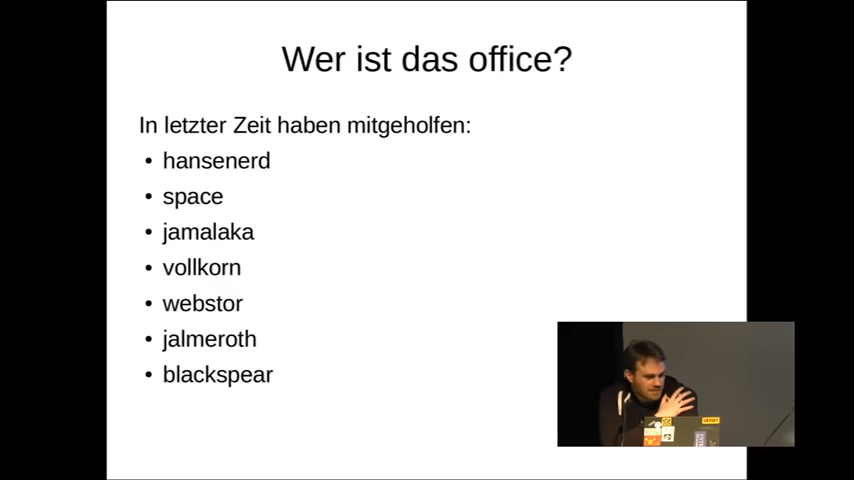 Wer ist das office?
In letzter Zeit haben mitgeholfen:
• hansenerd
• space
• jamalaka
• vollkorn
• webstor
• jalmeroth
• blackspear